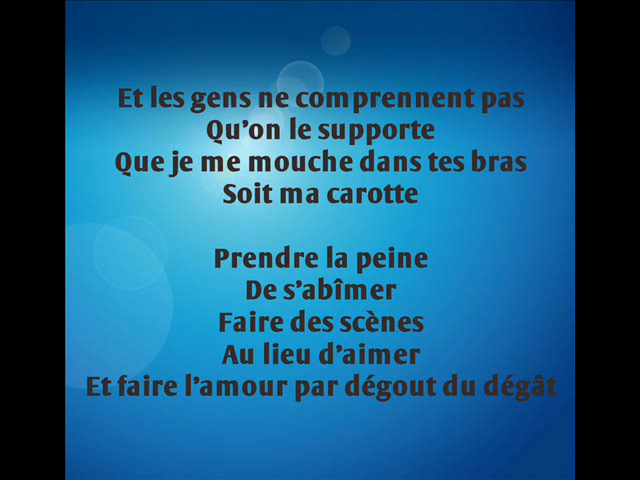 Et les gens ne comprennent pas
Qu'on le supporte
Que je me mouche dans tes bras
Soit ma carotte
Prendre la peine
De s'abîmer
Faire des scènes
Au lieu d'aimer
Et faire l'amour par dégout du dégât